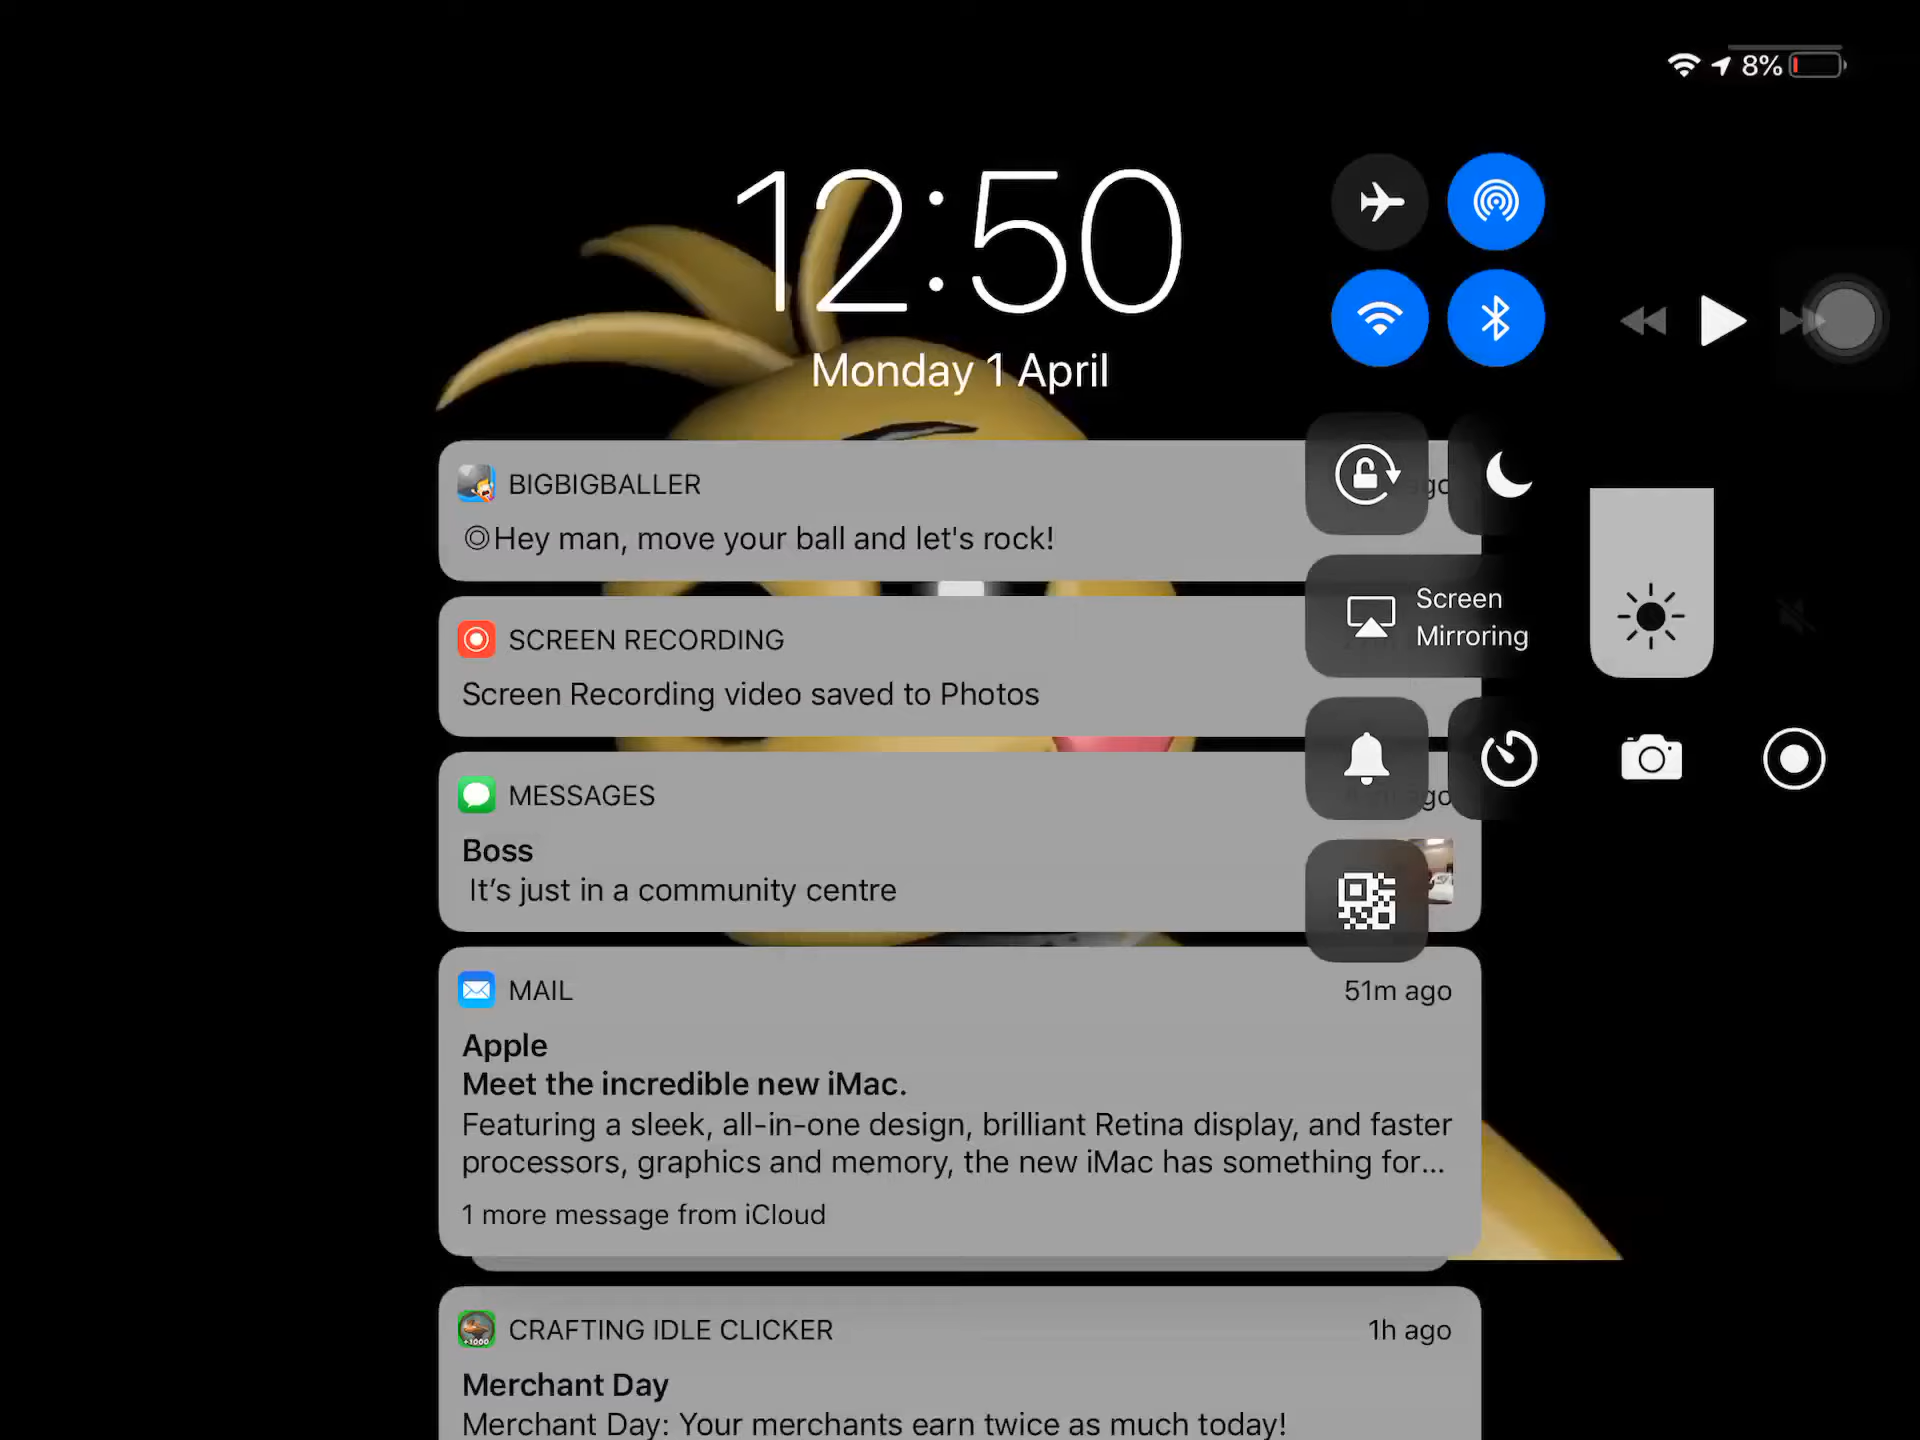 8%
12:50
Monday 1 April
BIGBIGBALLER
ago
◎Hey man, move your ball and let's rock!
SCREEN RECORDING
Screen Recording video saved to Photos
Screen
Mirroring
MESSAGES
ago
Boss
It's just in a community centre
MAIL
51m ago
Apple
Meet the incredible new iMac.
Featuring a sleek, all-in-one design, brilliant Retina display, and faster
processors, graphics and memory, the new iMac has something for...
1 more message from iCloud
CRAFTING IDLE CLICKER
1h ago
Merchant Day
Merchant Day: Your merchants earn twice as much today!